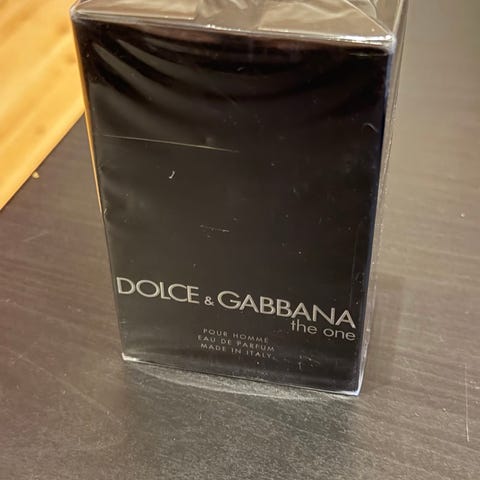 DOLCE & GABBANA
the one
POUR HOMME
EAU DE PARFUM
MADE IN ITALY